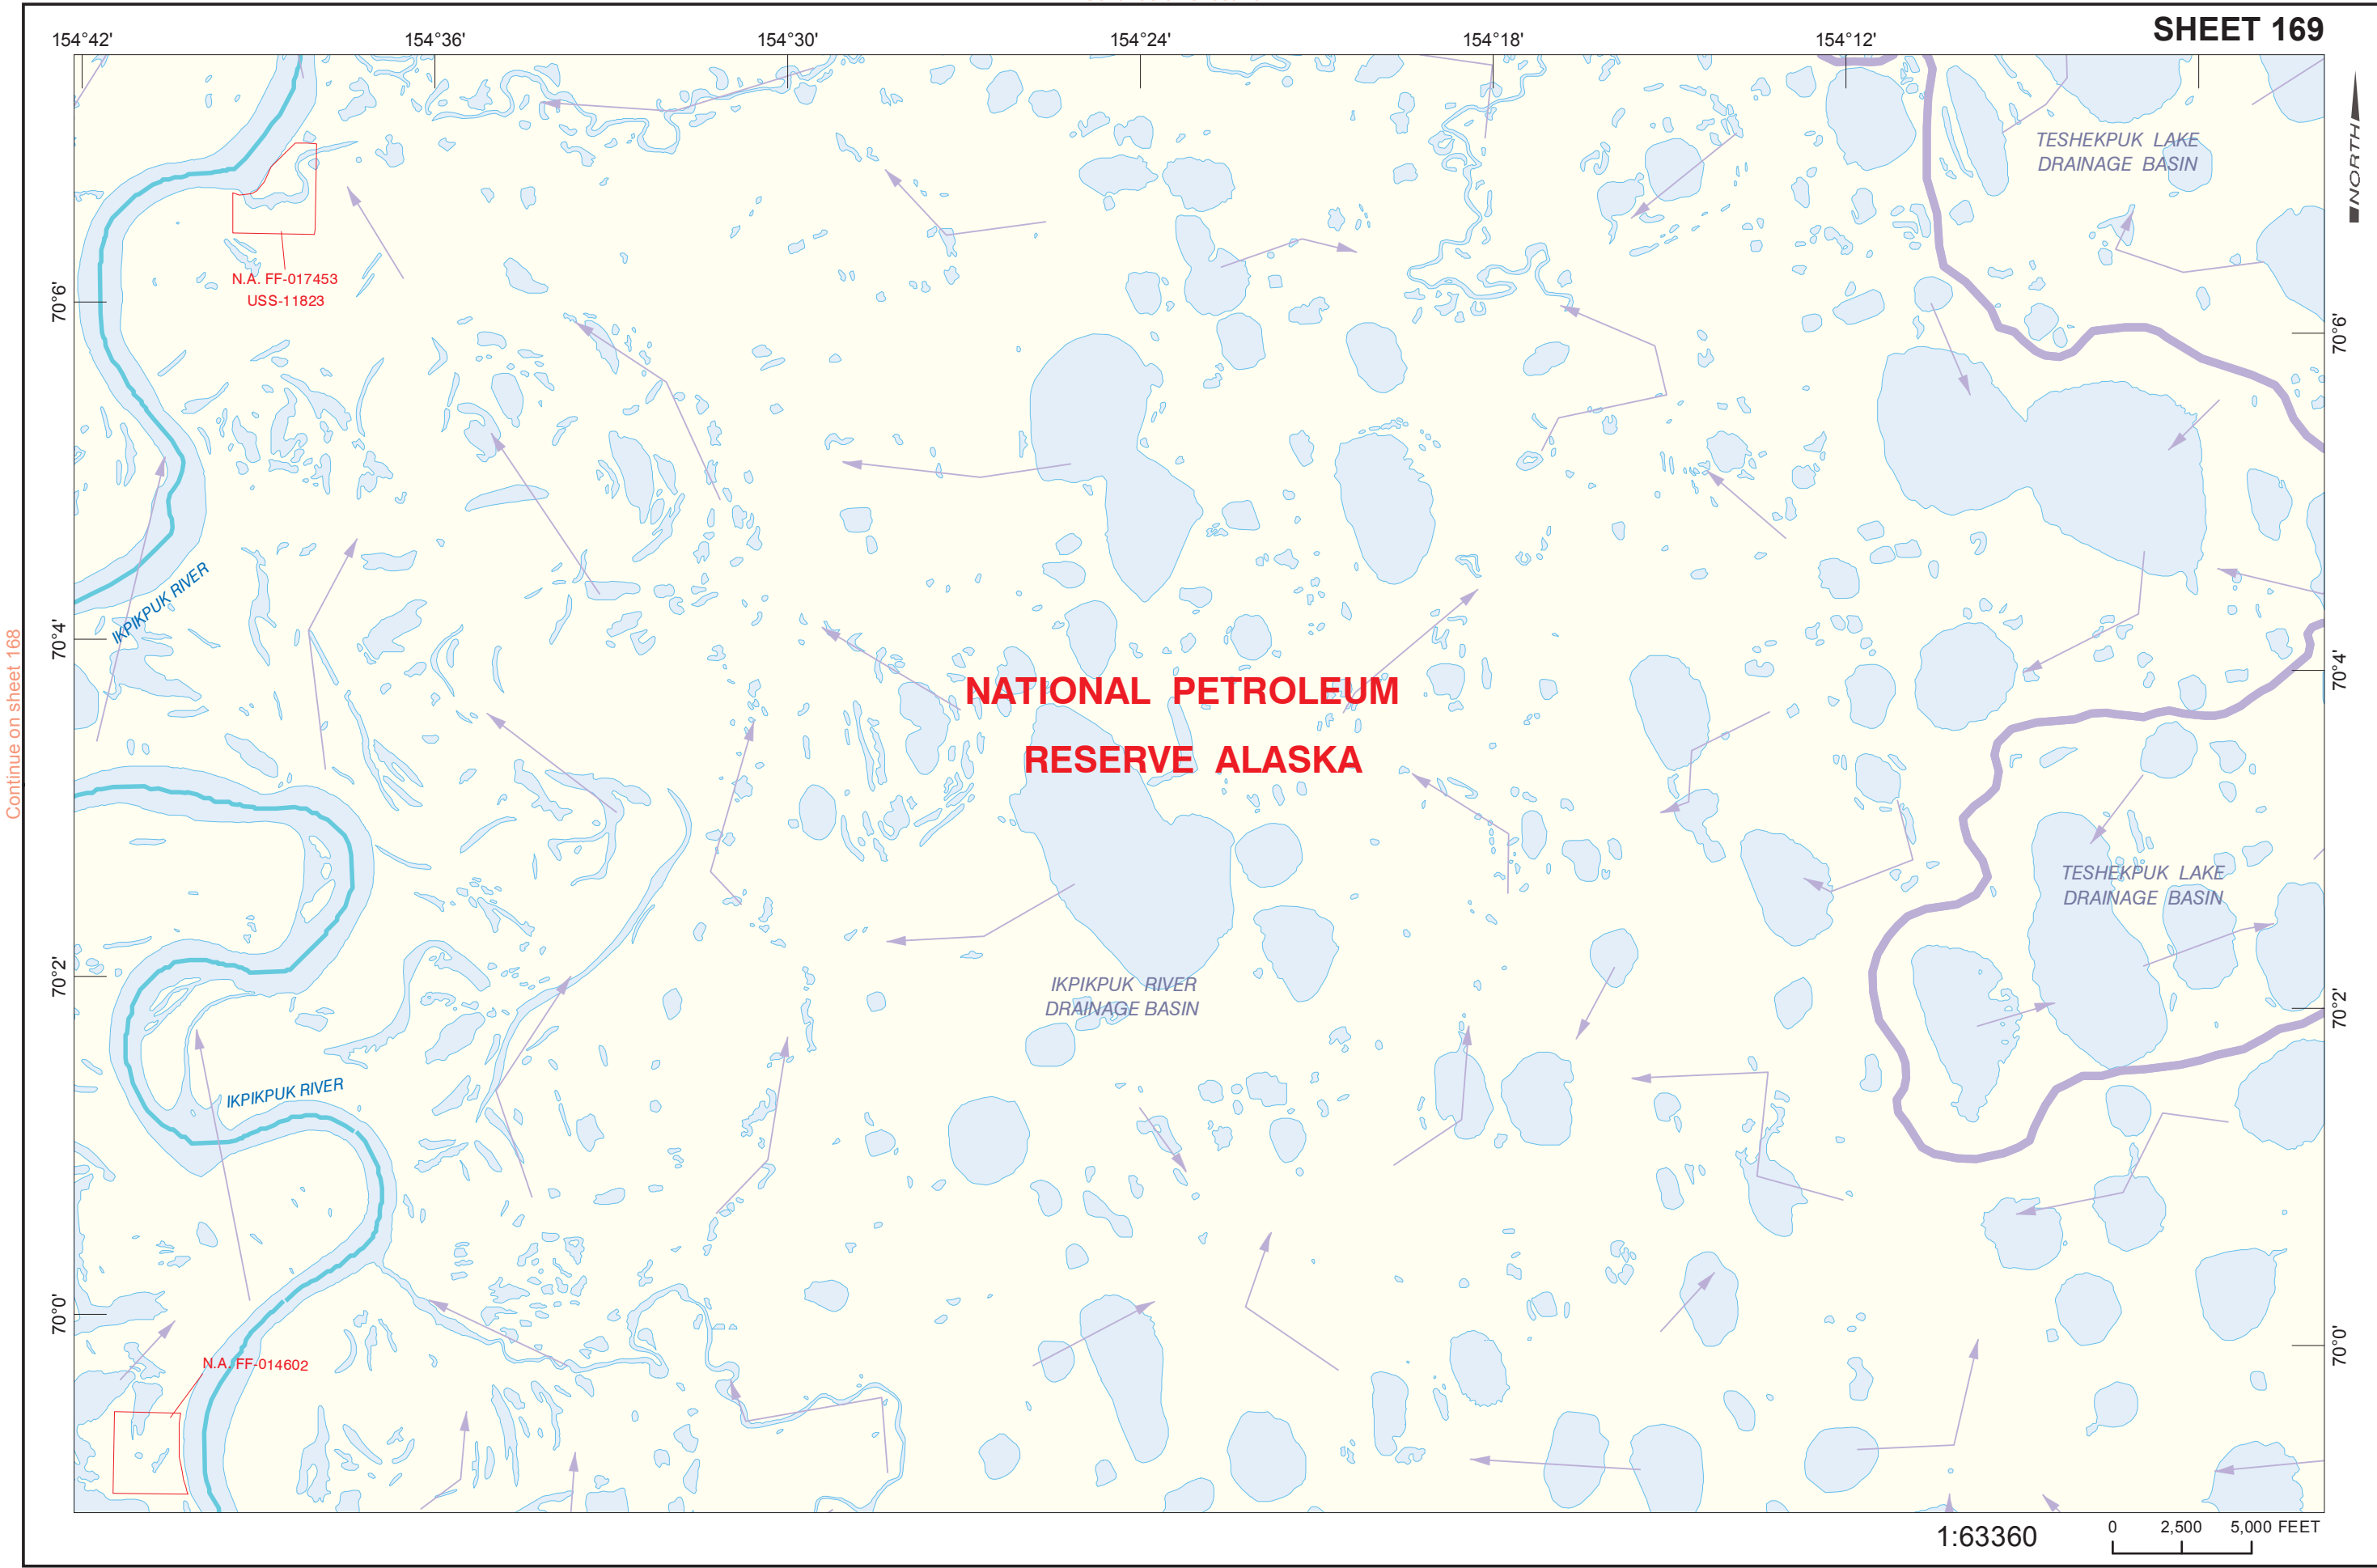 SHEET 169
154°42'
154°36'
154°30'
154°24'
154°18'
154°12'
NORTH
TESHEKPUK LAKE
DRAINAGE BASIN
N.A. FF-017453
USS-11823
70°6'
70°6'
IKPIKPUK RIVER
70°4'
70°4'
Continue on sheet 168
NATIONAL PETROLEUM
RESERVE ALASKA
TESHEKPUK LAKE
DRAINAGE BASIN
70°2'
70°2'
IKPIKPUK RIVER
DRAINAGE BASIN
IKPIKPUK RIVER
70°0'
70°0'
N.A. FF-014602
1:63360
0 2,500 5,000 FEET